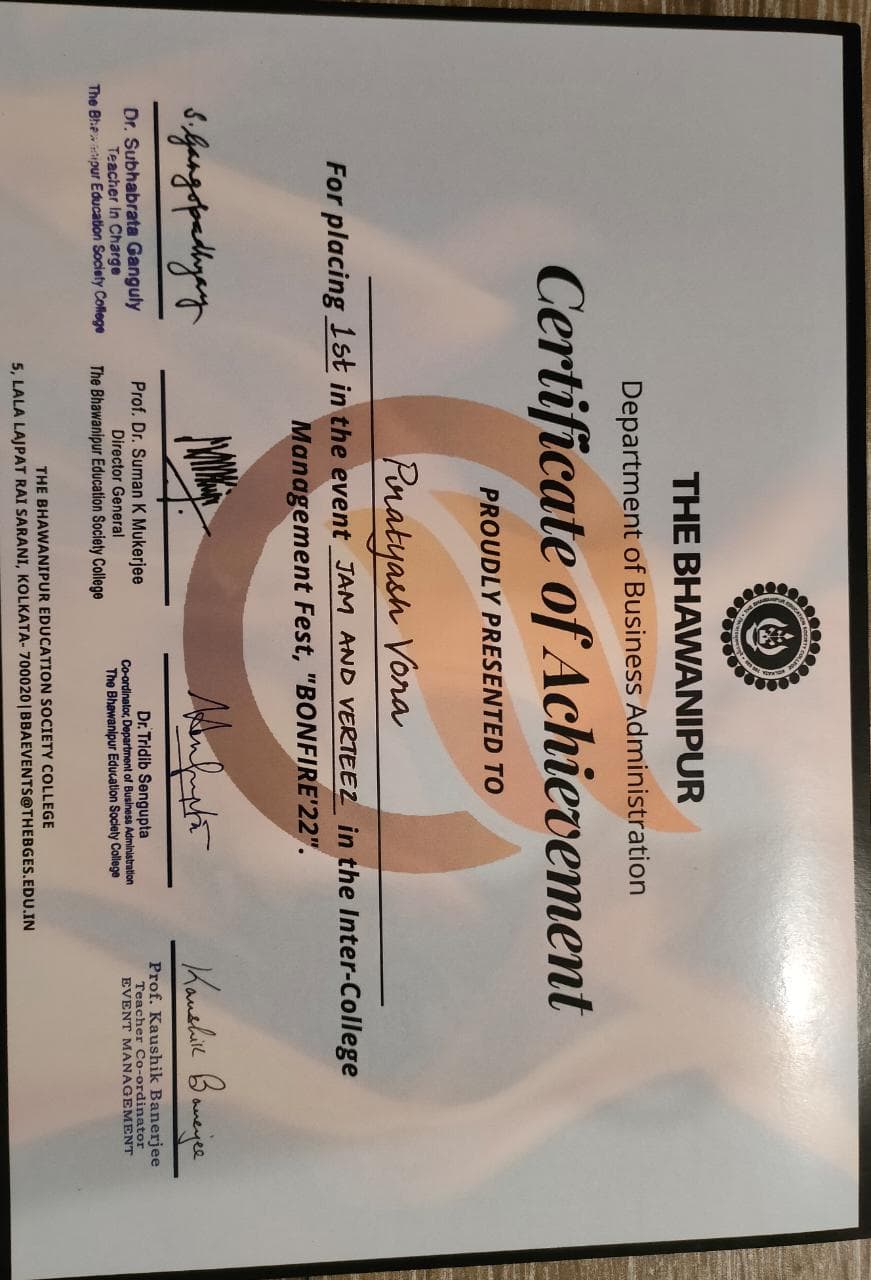 THE BHAWANIPUR
Department of Business Administration
Certificate of Achievement
PROUDLY PRESENTED TO
Pratyash Vora
For placing 1st in the event JAM AND VERTEEZ in the Inter-College
Management Fest, "BONFIRE'22".
S. Gangopadhyay
Kaushik Banerjee
Dr. Subhabrata Ganguly
Teacher In Charge
The Bhawanipur Education Society College
Prof. Dr. Suman K Mukerjee
Director General
The Bhawanipur Education Society College
Dr. Tridib Sengupta
Co-ordinator, Department of Business Administration
The Bhawanipur Education Society College
Prof. Kaushik Banerjee
Teacher Co-ordinator
EVENT MANAGEMENT
THE BHAWANIPUR EDUCATION SOCIETY COLLEGE
5, LALA LAJPAT RAI SARANI, KOLKATA- 700020|BBAEVENTS@THEBGES.EDU.IN